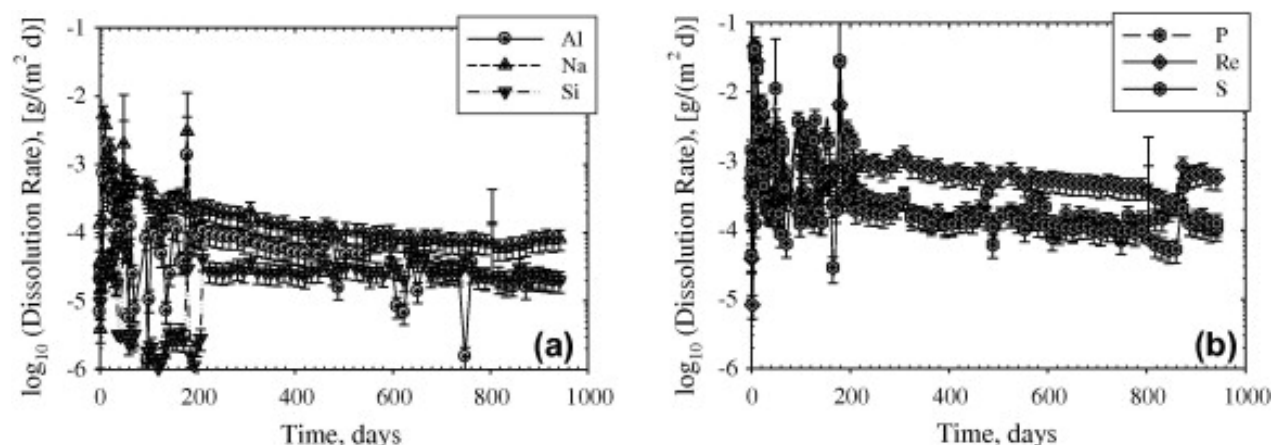 log₁₀ (Dissolution Rate), [g/(m² d)]
-1
-2
-3
-4
-5
-6
0 200 400 600 800 1000
Time, days
Al
Na
Si
(a)
log₁₀ (Dissolution Rate), [g/(m² d)]
-1
-2
-3
-4
-5
-6
0 200 400 600 800 1000
Time, days
P
Re
S
(b)